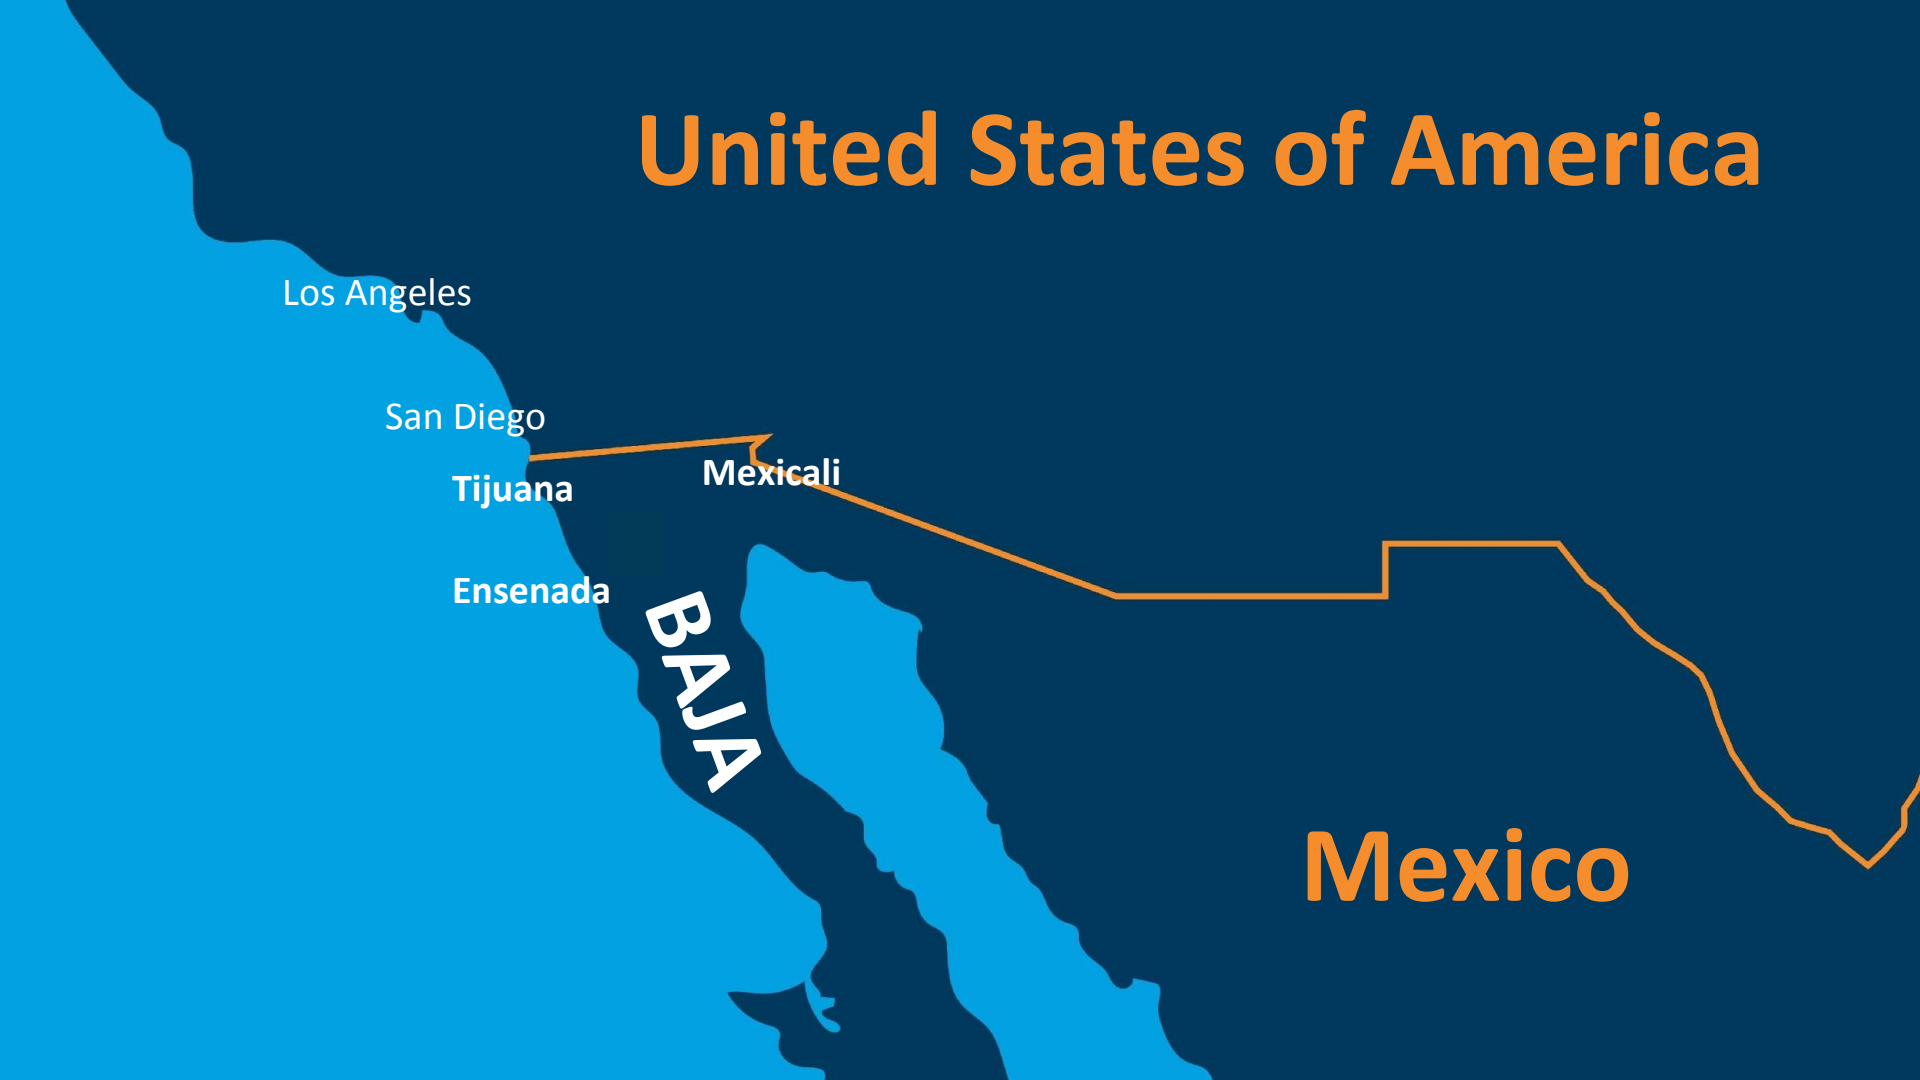 United States of America
Los Angeles
San Diego
Mexicali
Tijuana
Ensenada
BAJA
Mexico